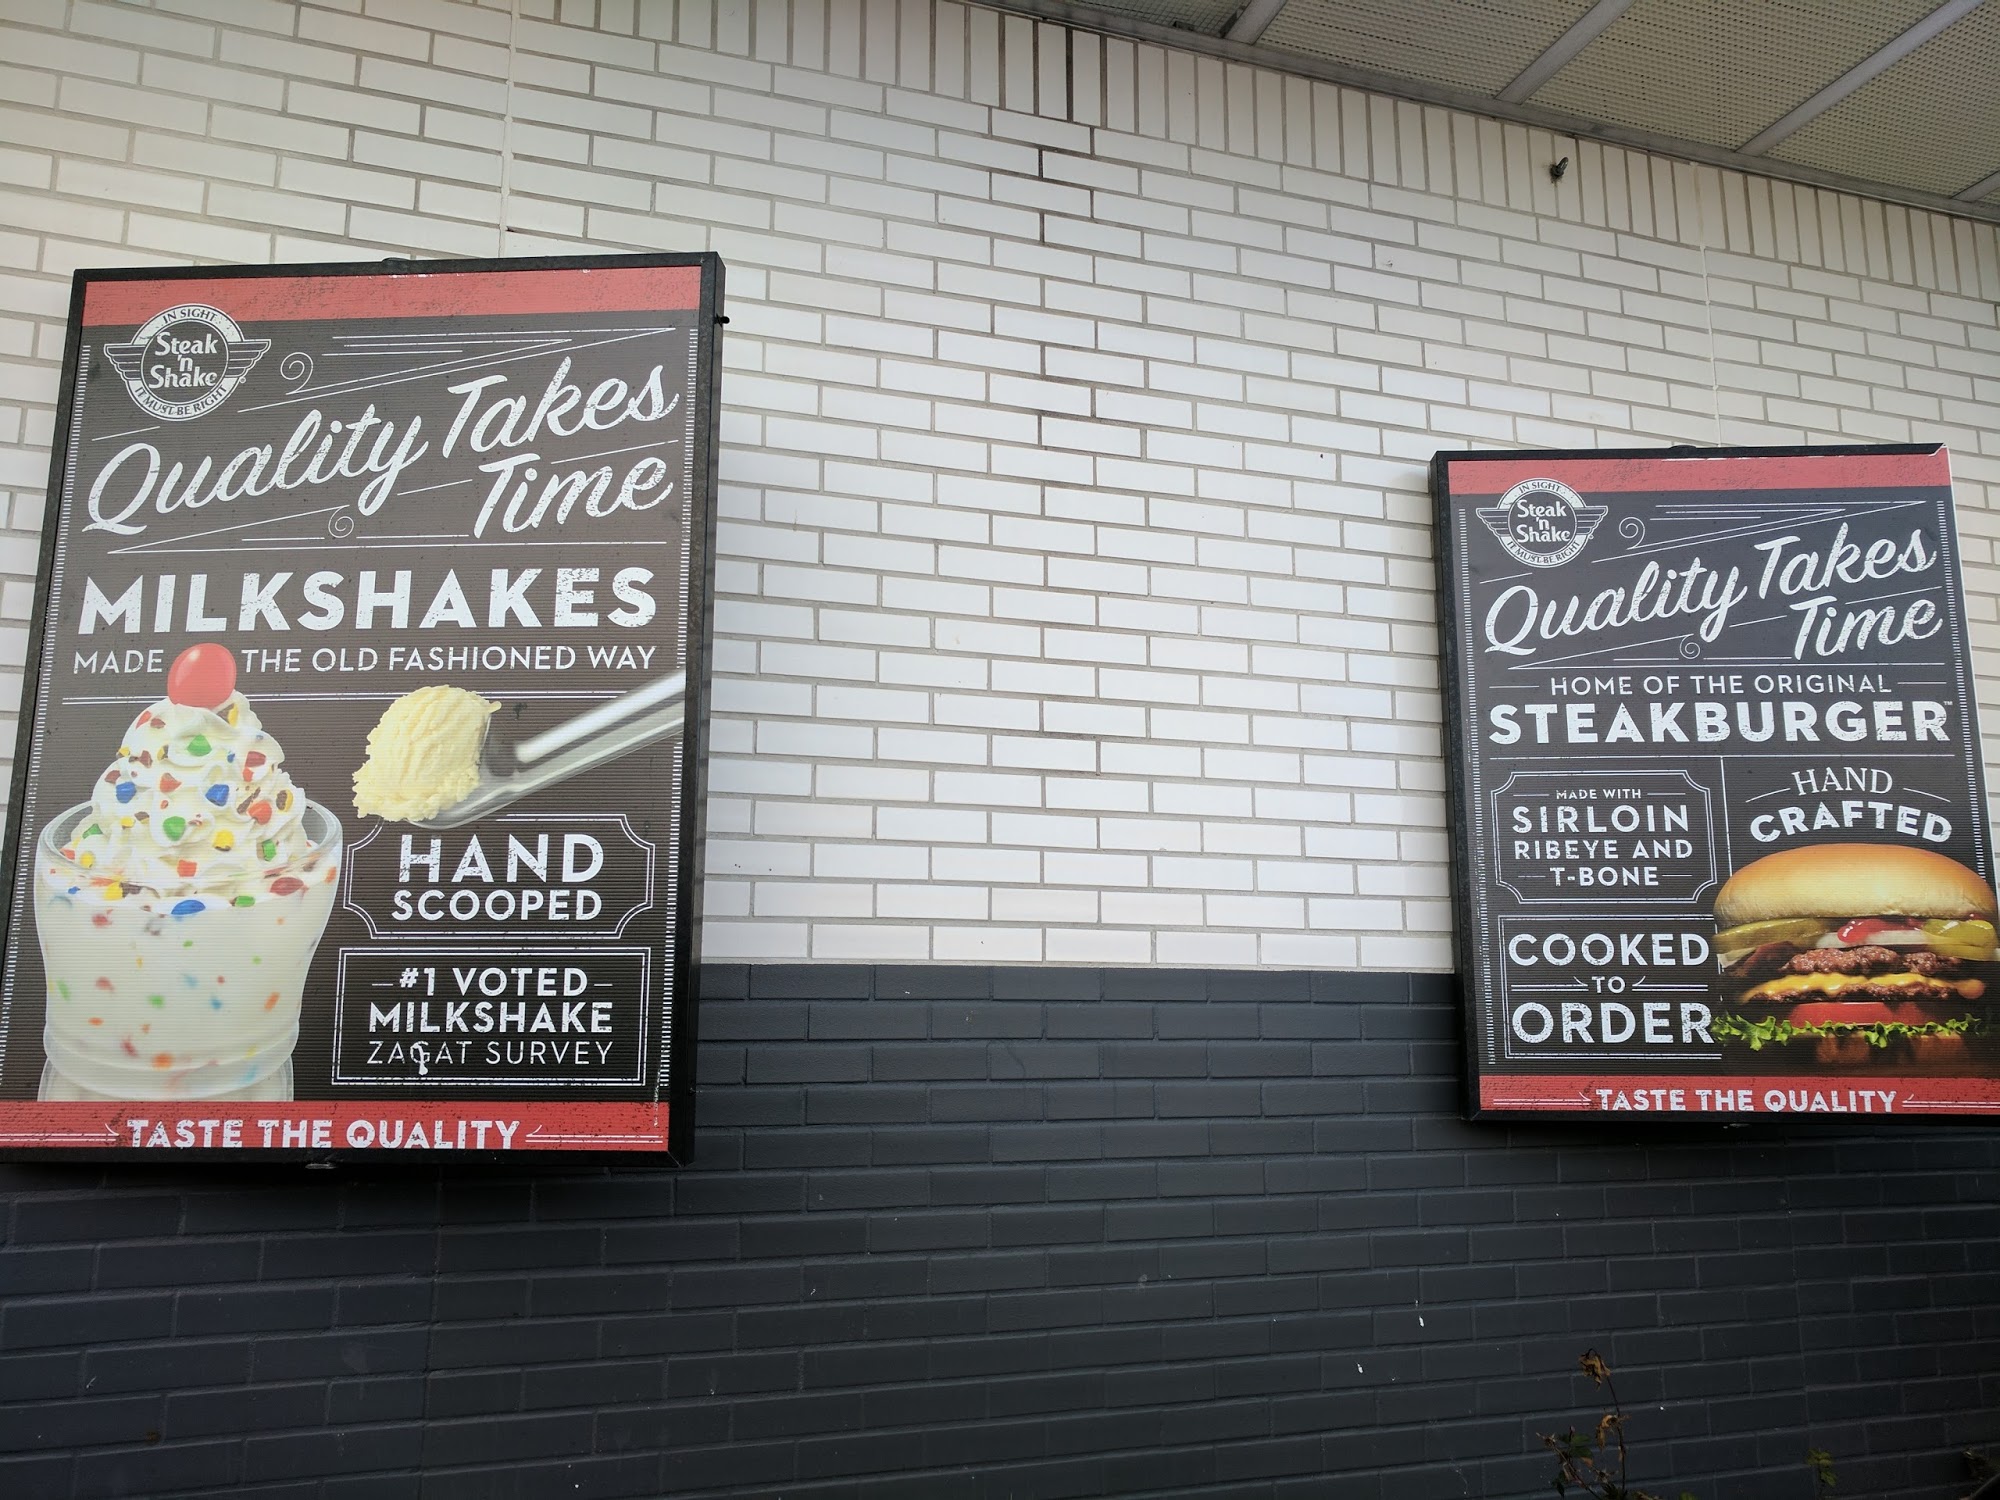 IN SIGHT
Steak
'n
Shake
IT MUST BE RIGHT
Quality Takes
Time
MILKSHAKES
MADE THE OLD FASHIONED WAY
HAND
SCOOPED
#1 VOTED
MILKSHAKE
ZAGAT SURVEY
TASTE THE QUALITY
IN SIGHT
Steak
'n
Shake
IT MUST BE RIGHT
Quality Takes
Time
HOME OF THE ORIGINAL
STEAKBURGER™
MADE WITH
SIRLOIN
RIBEYE AND
T-BONE
HAND
CRAFTED
COOKED
TO
ORDER
TASTE THE QUALITY